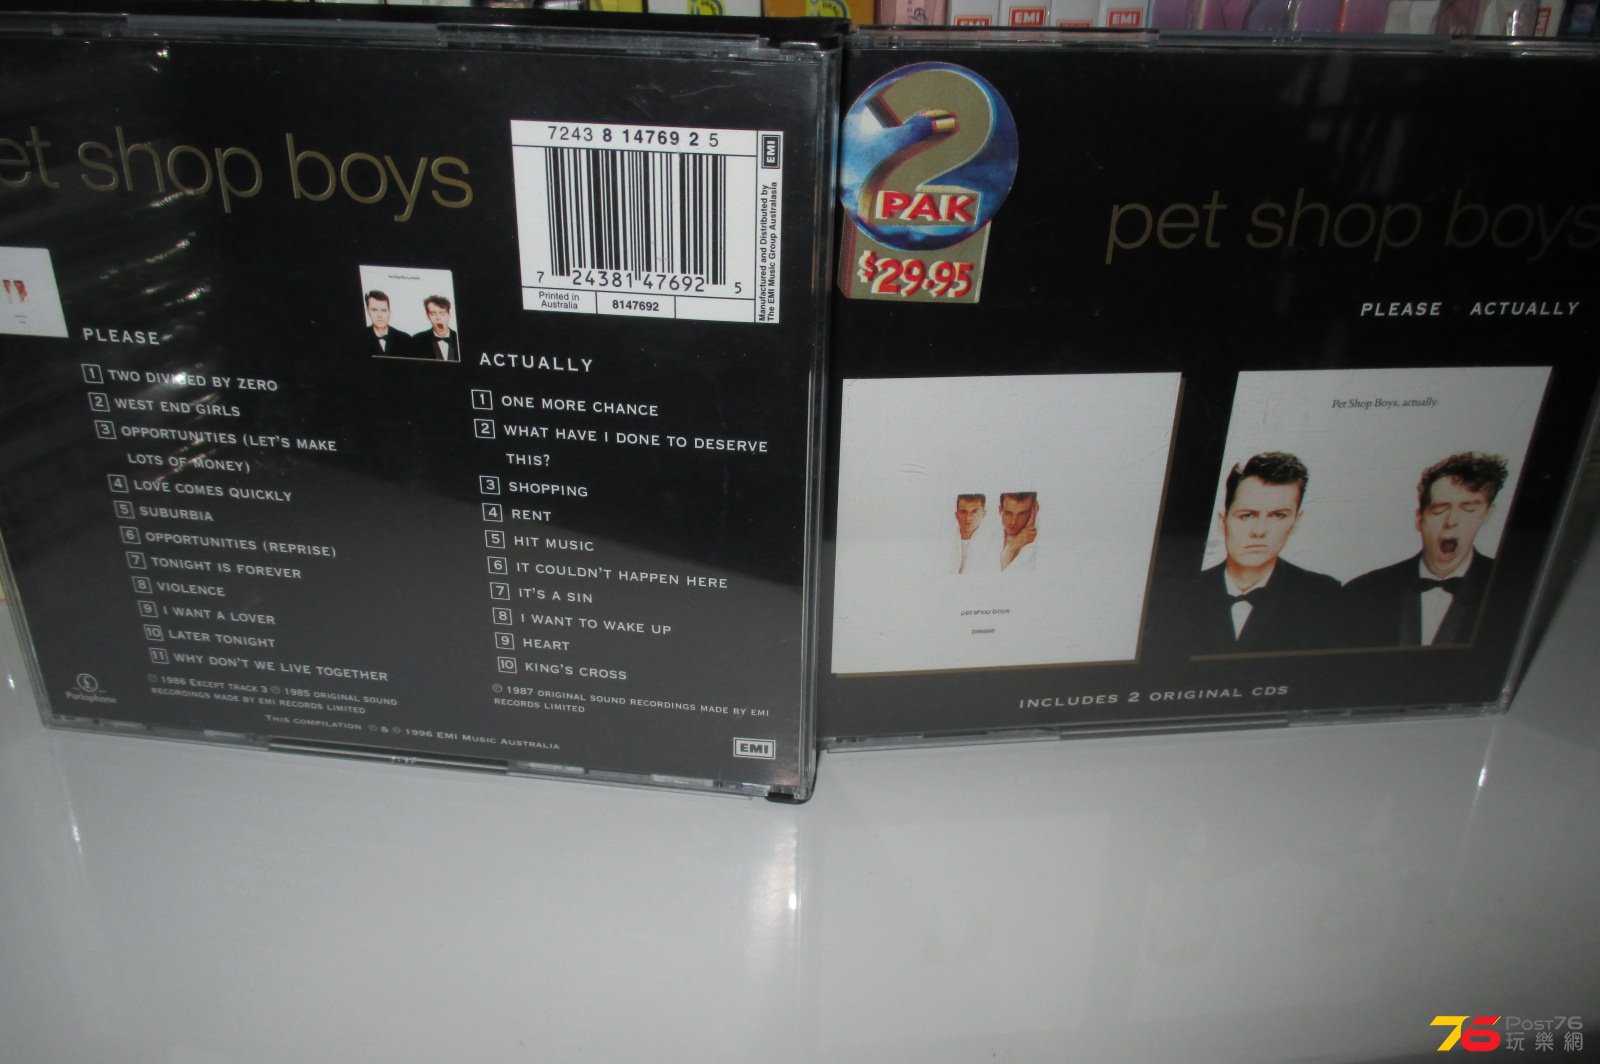 EMI
EMI
EMI
et shop boys
7243 8 14769 2 5
7 24381 47692 5
Printed in
Australia
8147692
EMI
Manufactured and Distributed by
The EMI Music Group Australasia
PLEASE
1 TWO DIVIDED BY ZERO
2 WEST END GIRLS
3 OPPORTUNITIES (LET'S MAKE
LOTS OF MONEY)
4 LOVE COMES QUICKLY
5 SUBURBIA
6 OPPORTUNITIES (REPRISE)
7 TONIGHT IS FOREVER
8 VIOLENCE
9 I WANT A LOVER
10 LATER TONIGHT
11 WHY DON'T WE LIVE TOGETHER
℗ 1986 EXCEPT TRACK 3 ℗ 1985 ORIGINAL SOUND
RECORDINGS MADE BY EMI RECORDS LIMITED
Parlophone
ACTUALLY
1 ONE MORE CHANCE
2 WHAT HAVE I DONE TO DESERVE
THIS?
3 SHOPPING
4 RENT
5 HIT MUSIC
6 IT COULDN'T HAPPEN HERE
7 IT'S A SIN
8 I WANT TO WAKE UP
9 HEART
10 KING'S CROSS
℗ 1987 ORIGINAL SOUND RECORDINGS MADE BY EMI
RECORDS LIMITED
THIS COMPILATION ℗ & © 1996 EMI MUSIC AUSTRALIA
EMI
2
PAK
$29.95
pet shop boys
PLEASE ACTUALLY
pet shop boys
please
Pet Shop Boys, actually.
INCLUDES 2 ORIGINAL CDS
76 Post76
玩樂網